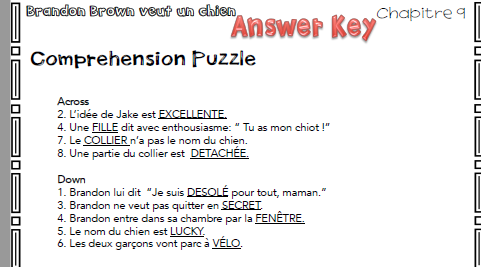 Brandon Brown veut un chien
Answer Key
Chapitre 9
Comprehension Puzzle
Across
2. L'idée de Jake est EXCELLENTE.
4. Une FILLE dit avec enthousiasme: “ Tu as mon chiot !”
7. Le COLLIER n'a pas le nom du chien.
8. Une partie du collier est DETACHÉE.
Down
1. Brandon lui dit “Je suis DESOLÉ pour tout, maman.”
3. Brandon ne veut pas quitter en SECRET.
4. Brandon entre dans sa chambre par la FENÊTRE.
5. Le nom du chien est LUCKY.
6. Les deux garçons vont parc à VÉLO.